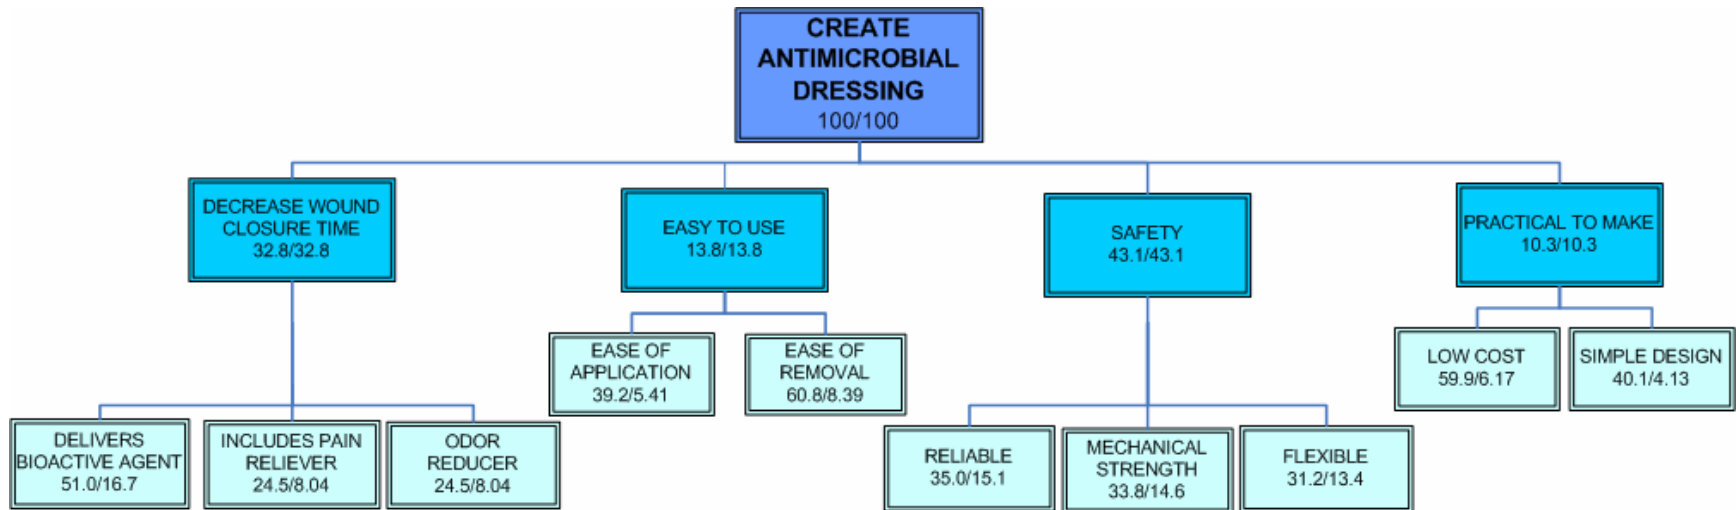 CREATE
ANTIMICROBIAL
DRESSING
100/100
DECREASE WOUND
CLOSURE TIME
32.8/32.8
EASY TO USE
13.8/13.8
SAFETY
43.1/43.1
PRACTICAL TO MAKE
10.3/10.3
DELIVERS
BIOACTIVE AGENT
51.0/16.7
INCLUDES PAIN
RELIEVER
24.5/8.04
ODOR
REDUCER
24.5/8.04
EASE OF
APPLICATION
39.2/5.41
EASE OF
REMOVAL
60.8/8.39
RELIABLE
35.0/15.1
MECHANICAL
STRENGTH
33.8/14.6
FLEXIBLE
31.2/13.4
LOW COST
59.9/6.17
SIMPLE DESIGN
40.1/4.13